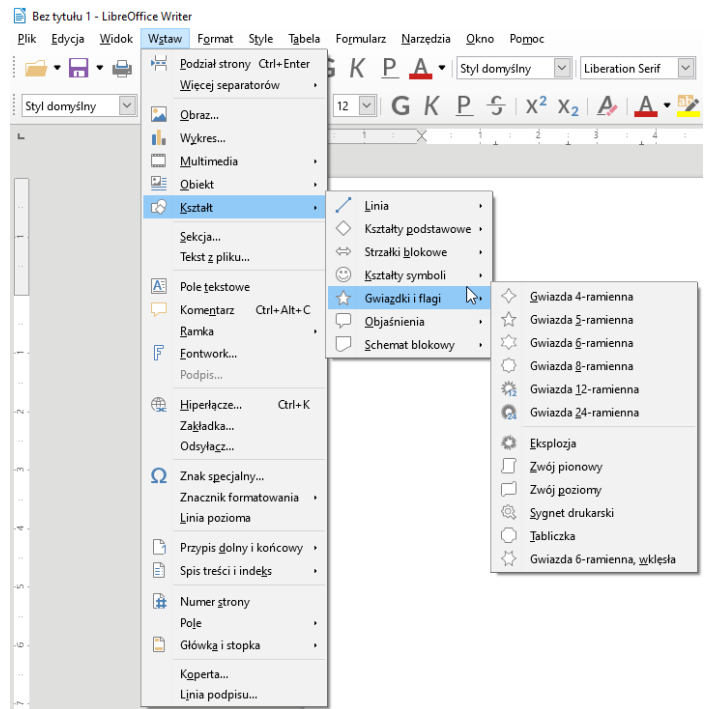 Bez tytułu 1 - LibreOffice Writer
Plik Edycja Widok Wstaw Format Style Tabela Formularz Narzędzia Okno Pomoc
Styl domyślny Liberation Serif
Styl domyślny 12 G K P S X² X₂ A A
Podział strony Ctrl+Enter
Więcej separatorów
Obraz...
Wykres...
Multimedia
Obiekt
Kształt
Sekcja...
Tekst z pliku...
Pole tekstowe
Komentarz Ctrl+Alt+C
Ramka
Fontwork...
Podpis...
Hiperłącze... Ctrl+K
Zakładka...
Odsyłacz...
Znak specjalny...
Znacznik formatowania
Linia pozioma
Przypis dolny i końcowy
Spis treści i indeks
Numer strony
Pole
Główka i stopka
Koperta...
Linia podpisu...
Linia
Kształty podstawowe
Strzałki blokowe
Kształty symboli
Gwiazdki i flagi
Objaśnienia
Schemat blokowy
Gwiazda 4-ramienna
Gwiazda 5-ramienna
Gwiazda 6-ramienna
Gwiazda 8-ramienna
Gwiazda 12-ramienna
Gwiazda 24-ramienna
Eksplozja
Zwój pionowy
Zwój poziomy
Sygnet drukarski
Tabliczka
Gwiazda 6-ramienna, wklęsła